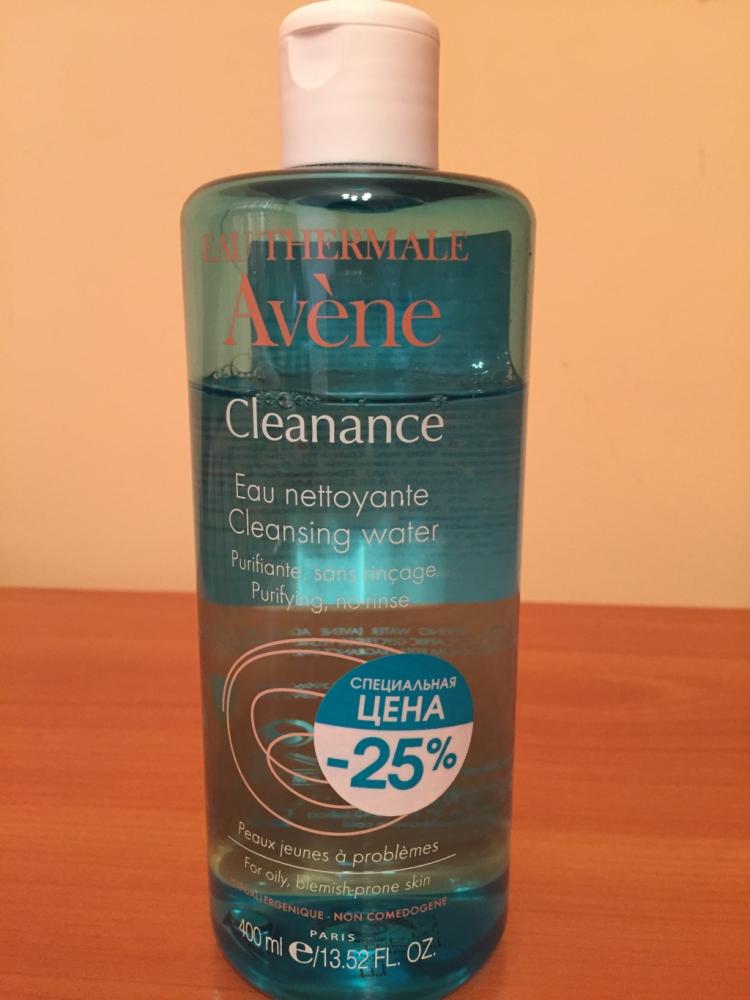 EAU THERMALE
Avène
Cleanance
Eau nettoyante
Cleansing water
Purifiante, sans rinçage
Purifying, no rinse
СПЕЦИАЛЬНАЯ
ЦЕНА
-25%
Peaux jeunes à problèmes
For oily, blemish-prone skin
HYPOALLERGENIQUE - NON COMEDOGENE
PARIS
400 ml e/13.52 FL. OZ.